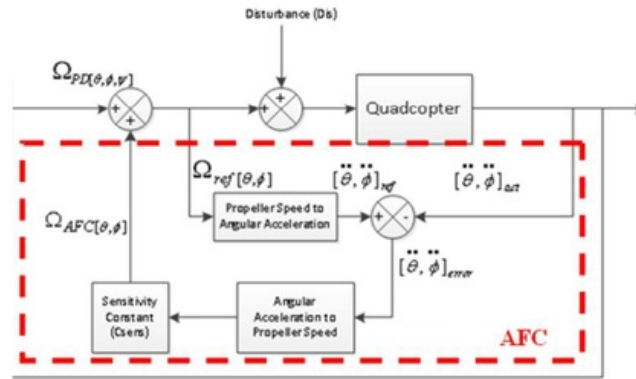 Disturbance (Dis)
Ω_PD[θ,ϕ,ψ]
+ +
+ +
Quadcopter
Ω_ref[θ,ϕ]
[θ̈, ϕ̈]_ref
[θ̈, ϕ̈]_act
Propeller Speed to
Angular Acceleration
+ -
Ω_AFC[θ,ϕ]
[θ̈, ϕ̈]_error
Sensitivity
Constant
(Csens)
Angular
Acceleration to
Propeller Speed
AFC